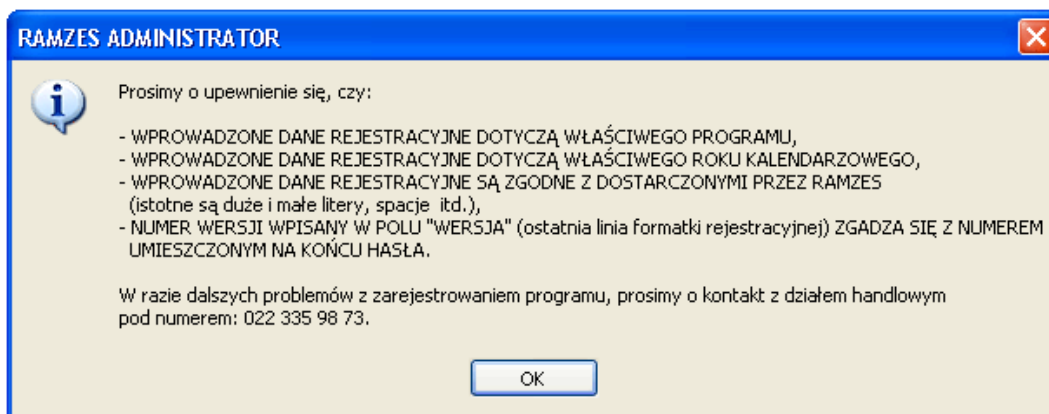 RAMZES ADMINISTRATOR
Prosimy o upewnienie się, czy:
- WPROWADZONE DANE REJESTRACYJNE DOTYCZĄ WŁAŚCIWEGO PROGRAMU,
- WPROWADZONE DANE REJESTRACYJNE DOTYCZĄ WŁAŚCIWEGO ROKU KALENDARZOWEGO,
- WPROWADZONE DANE REJESTRACYJNE SĄ ZGODNE Z DOSTARCZONYMI PRZEZ RAMZES
(istotne są duże i małe litery, spacje itd.),
- NUMER WERSJI WPISANY W POLU "WERSJA" (ostatnia linia formatki rejestracyjnej) ZGADZA SIĘ Z NUMEREM
UMIESZCZONYM NA KOŃCU HASŁA.
W razie dalszych problemów z zarejestrowaniem programu, prosimy o kontakt z działem handlowym
pod numerem: 022 335 98 73.
OK